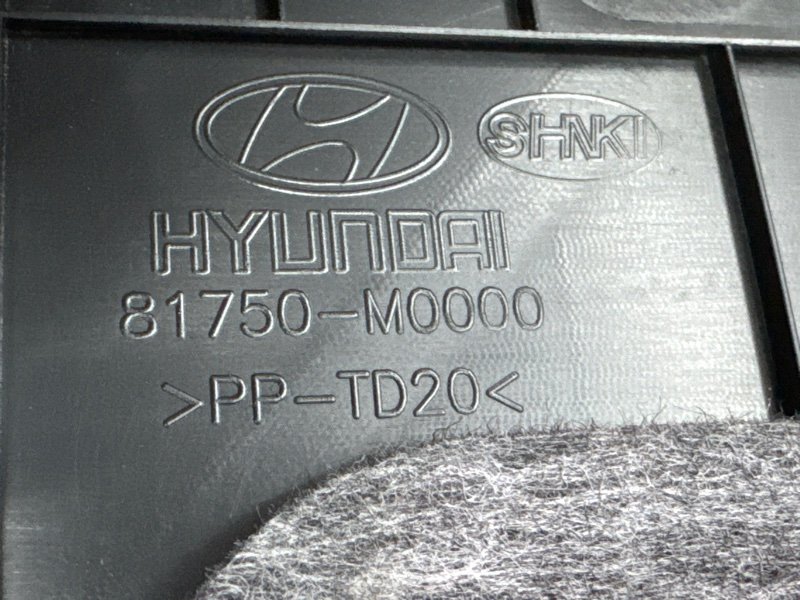 SHNKI
HYUNDAI
81750-M0000
>PP-TD20<